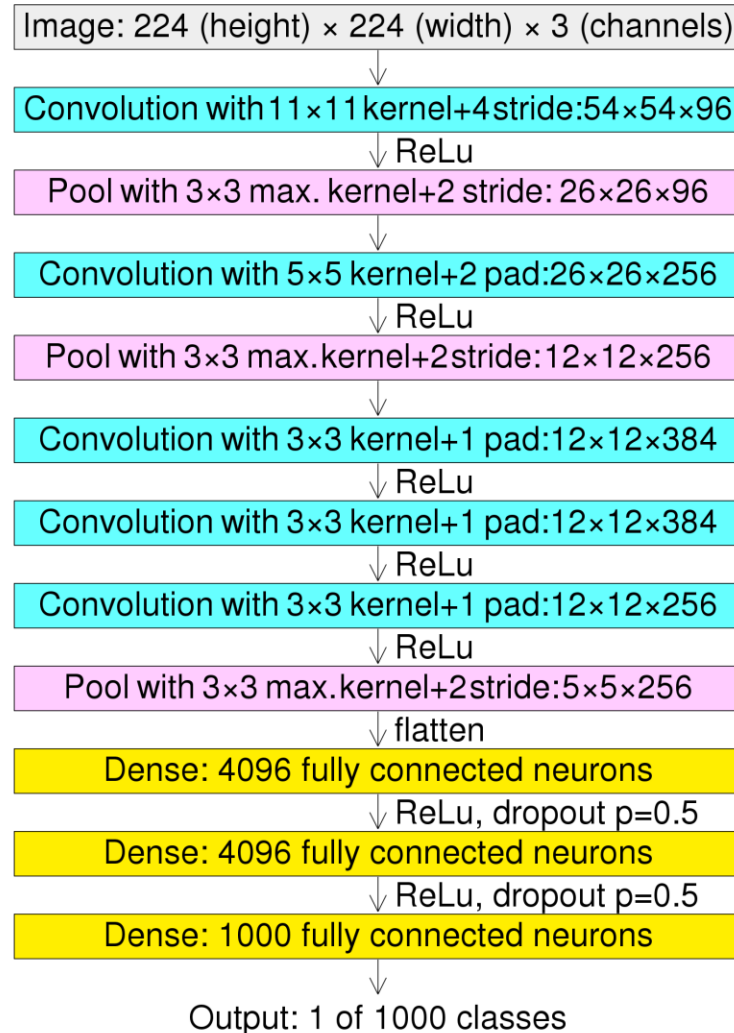 Image: 224 (height) × 224 (width) × 3 (channels)
Convolution with 11×11 kernel+4 stride:54×54×96
ReLu
Pool with 3×3 max. kernel+2 stride: 26×26×96
Convolution with 5×5 kernel+2 pad:26×26×256
ReLu
Pool with 3×3 max.kernel+2stride:12×12×256
Convolution with 3×3 kernel+1 pad:12×12×384
ReLu
Convolution with 3×3 kernel+1 pad:12×12×384
ReLu
Convolution with 3×3 kernel+1 pad:12×12×256
ReLu
Pool with 3×3 max.kernel+2stride:5×5×256
flatten
Dense: 4096 fully connected neurons
ReLu, dropout p=0.5
Dense: 4096 fully connected neurons
ReLu, dropout p=0.5
Dense: 1000 fully connected neurons
Output: 1 of 1000 classes